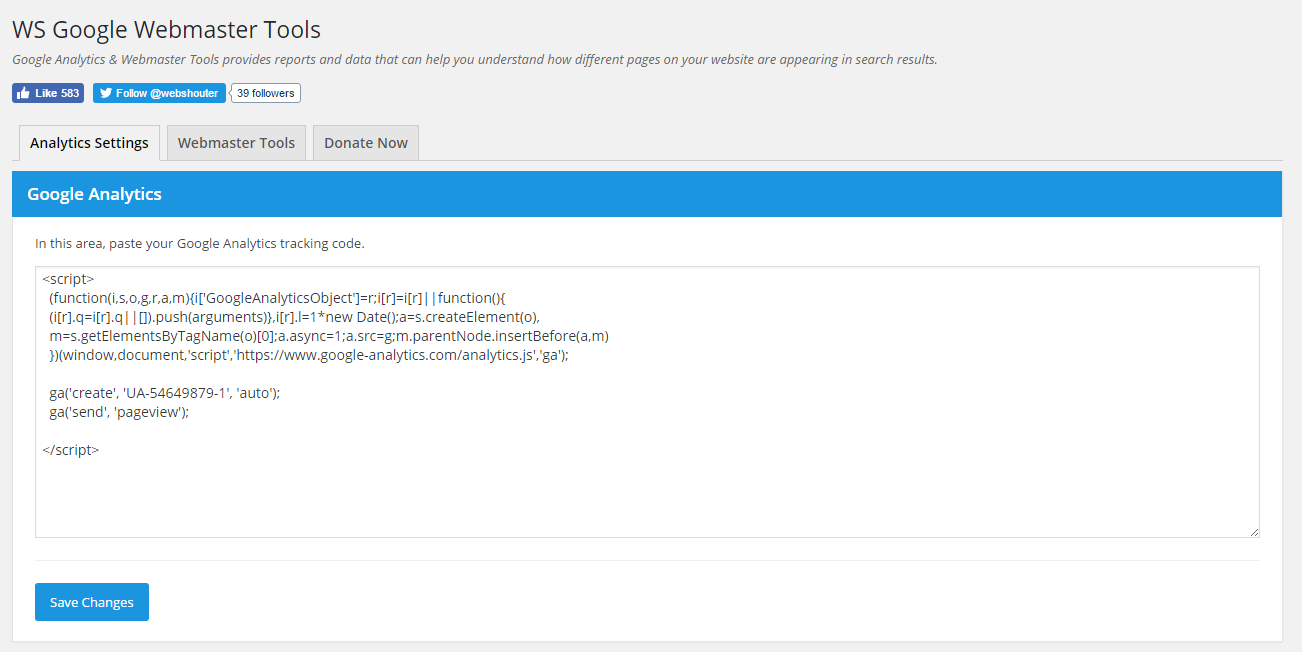 WS Google Webmaster Tools
Google Analytics & Webmaster Tools provides reports and data that can help you understand how different pages on your website are appearing in search results.
Like 583 Follow @webshouter 39 followers
Analytics Settings Webmaster Tools Donate Now
Google Analytics
In this area, paste your Google Analytics tracking code.
<script>
(function(i,s,o,g,r,a,m){i['GoogleAnalyticsObject']=r;i[r]=i[r]||function(){
(i[r].q=i[r].q||[]).push(arguments)},i[r].l=1*new Date();a=s.createElement(o),
m=s.getElementsByTagName(o)[0];a.async=1;a.src=g;m.parentNode.insertBefore(a,m)
})(window,document,'script','https://www.google-analytics.com/analytics.js','ga');
ga('create', 'UA-54649879-1', 'auto');
ga('send', 'pageview');
</script>
Save Changes